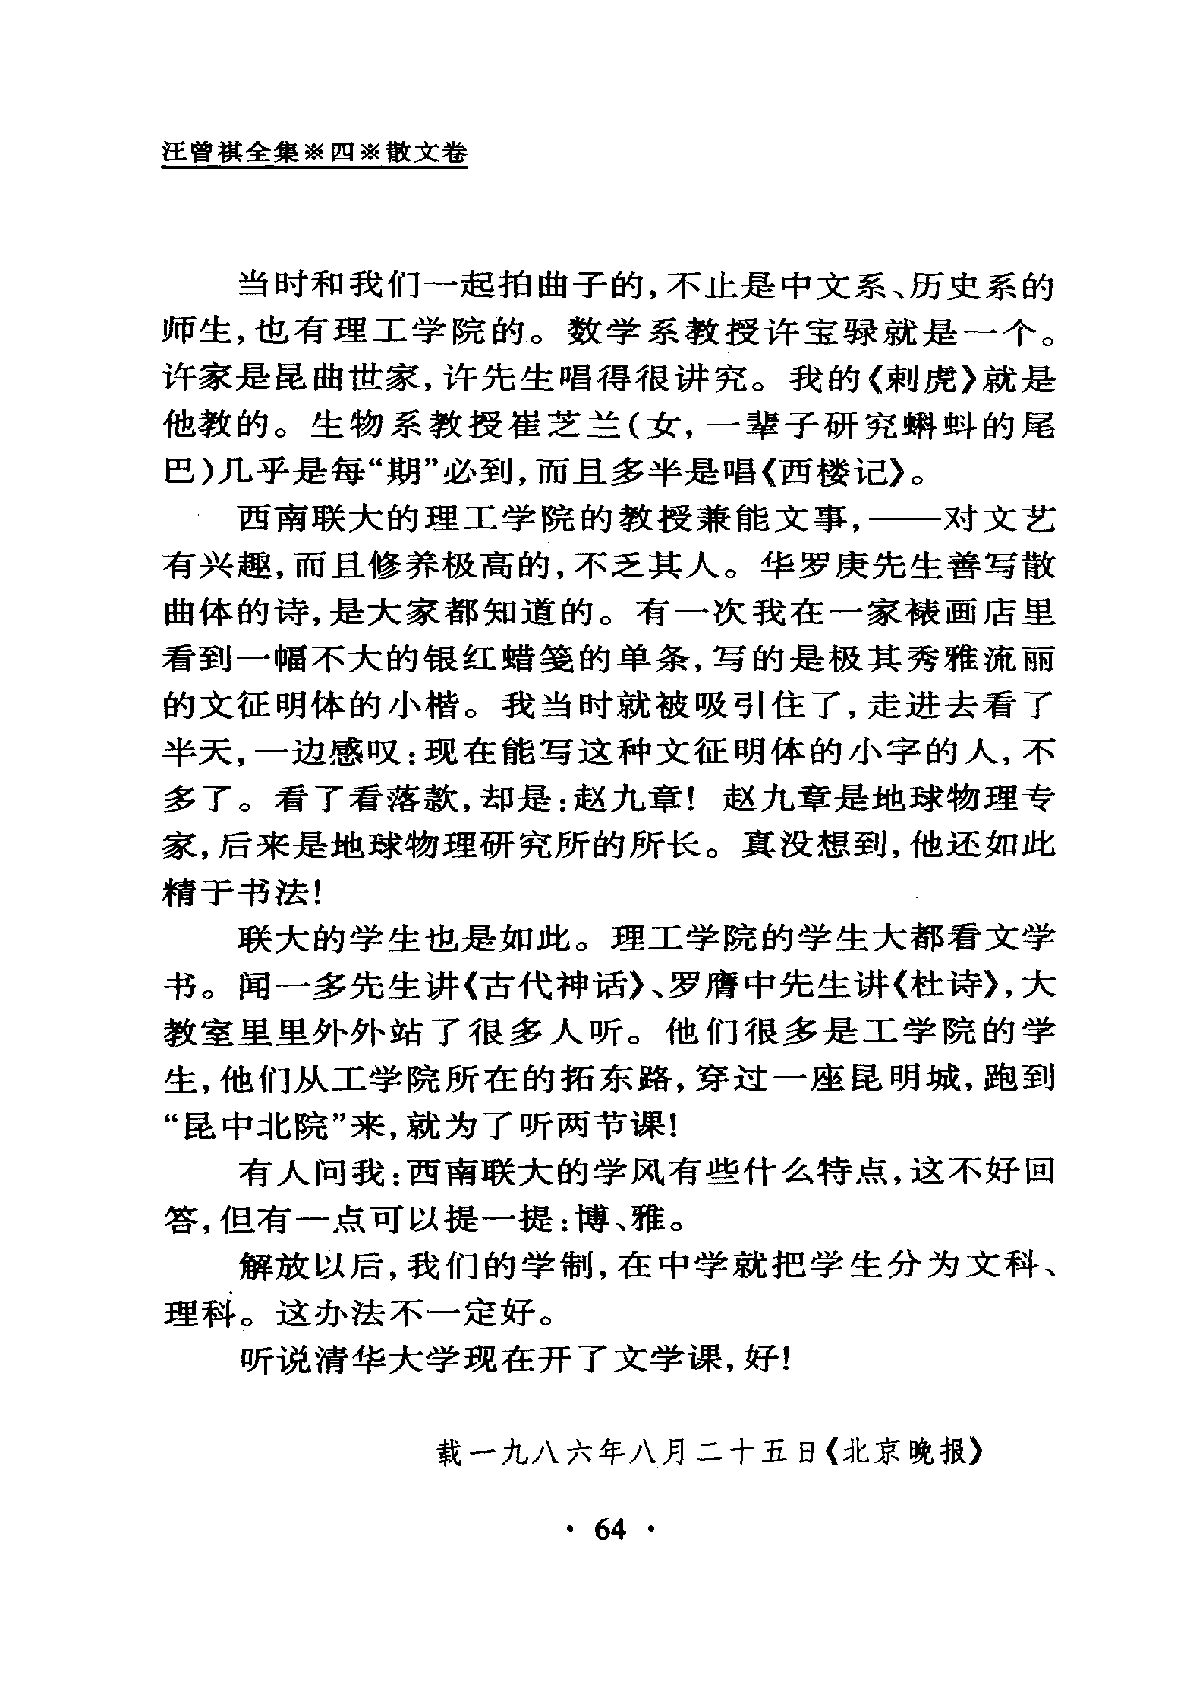 汪曾祺全集※四※散文卷
当时和我们一起拍曲子的,不止是中文系、历史系的
师生,也有理工学院的。数学系教授许宝騄就是一个。
许家是昆曲世家,许先生唱得很讲究。我的《刺虎》就是
他教的。生物系教授崔芝兰(女,一辈子研究蝌蚪的尾
巴)几乎是每“期”必到,而且多半是唱《西楼记》。
西南联大的理工学院的教授兼能文事,——对文艺
有兴趣,而且修养极高的,不乏其人。华罗庚先生善写散
曲体的诗,是大家都知道的。有一次我在一家裱画店里
看到一幅不大的银红蜡笺的单条,写的是极其秀雅流丽
的文征明体的小楷。我当时就被吸引住了,走进去看了
半天,一边感叹:现在能写这种文征明体的小字的人,不
多了。看了看落款,却是:赵九章!赵九章是地球物理专
家,后来是地球物理研究所的所长。真没想到,他还如此
精于书法!
联大的学生也是如此。理工学院的学生大都看文学
书。闻一多先生讲《古代神话》、罗膺中先生讲《杜诗》,大
教室里里外外站了很多人听。他们很多是工学院的学
生,他们从工学院所在的拓东路,穿过一座昆明城,跑到
“昆中北院”来,就为了听两节课!
有人问我:西南联大的学风有些什么特点,这不好回
答,但有一点可以提一提:博、雅。
解放以后,我们的学制,在中学就把学生分为文科、
理科。这办法不一定好。
听说清华大学现在开了文学课,好!
载一九八六年八月二十五日《北京晚报》
· 64 ·